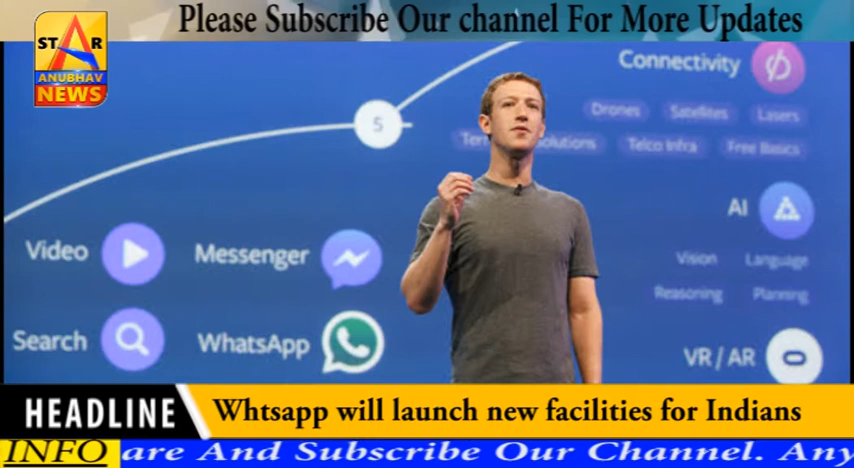 Please Subscribe Our channel For More Updates
STAR
ANUBHAV
NEWS
Connectivity
5
Drones Satellites Lasers
Telco Infra Free Basics
AI
Video Messenger
Vision Language
Reasoning Planning
Search WhatsApp
VR / AR
HEADLINE Whtsapp will launch new facilities for Indians
INFO are And Subscribe Our Channel. Any